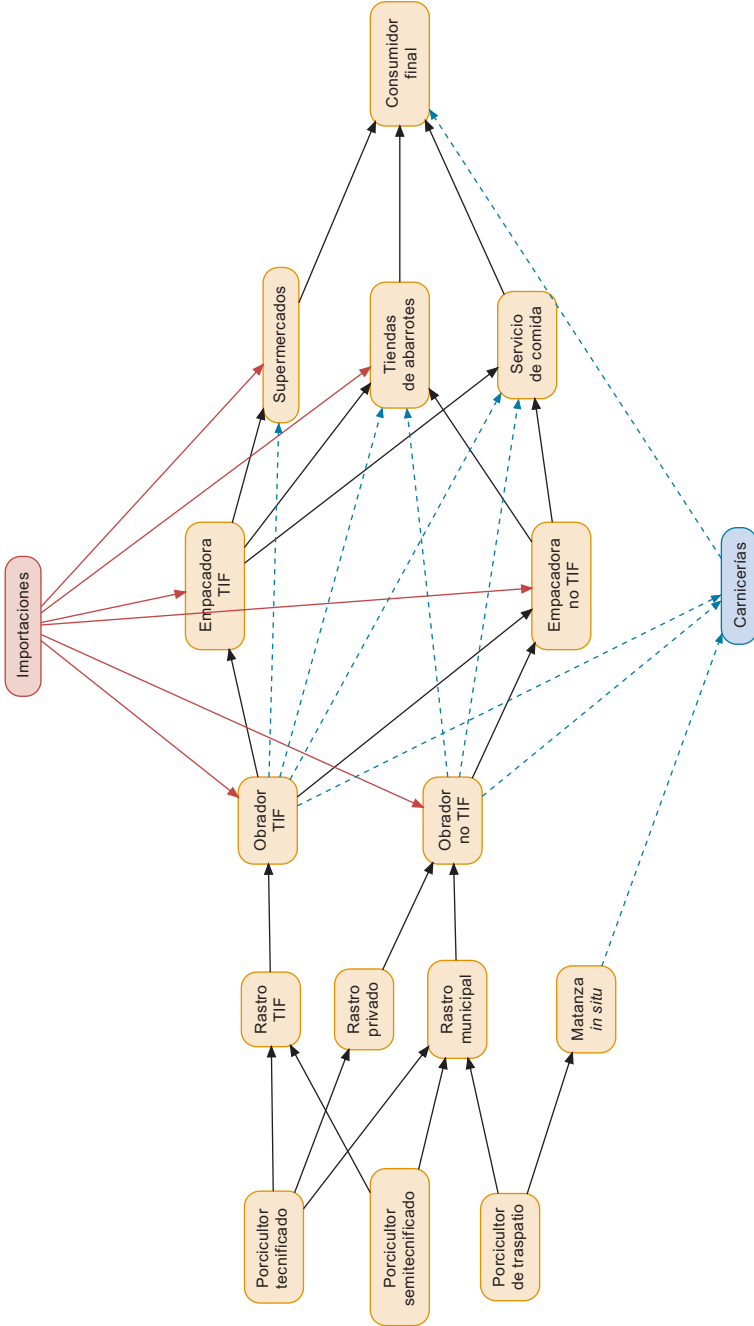 Importaciones
Porcicultor
tecnificado
Porcicultor
semitecnificado
Porcicultor
de traspatio
Rastro
TIF
Rastro
privado
Rastro
municipal
Matanza
in situ
Obrador
TIF
Obrador
no TIF
Empacadora
TIF
Empacadora
no TIF
Carnicerías
Supermercados
Tiendas
de abarrotes
Servicio
de comida
Consumidor
final